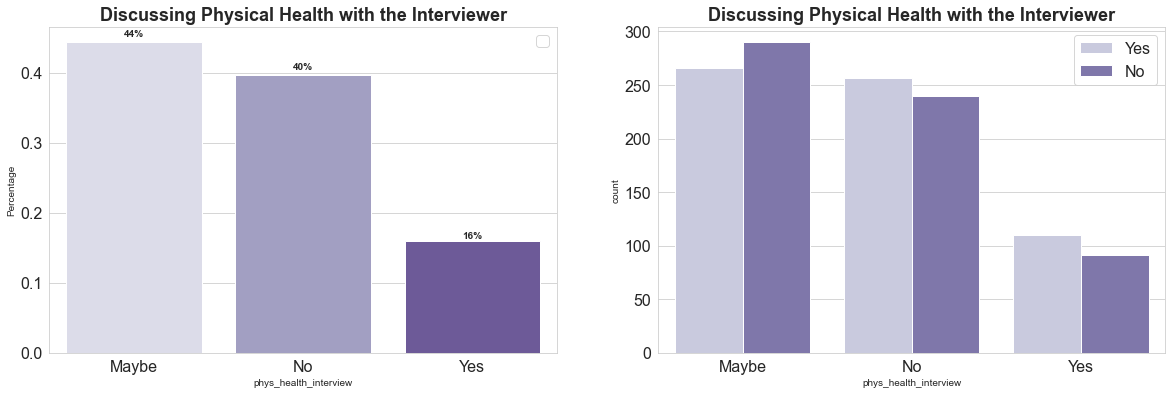 Discussing Physical Health with the Interviewer
44%
40%
16%
0.4
0.3
0.2
0.1
0.0
Percentage
Maybe No Yes
phys_health_interview
Discussing Physical Health with the Interviewer
Yes
No
300
250
200
150
100
50
0
count
Maybe No Yes
phys_health_interview